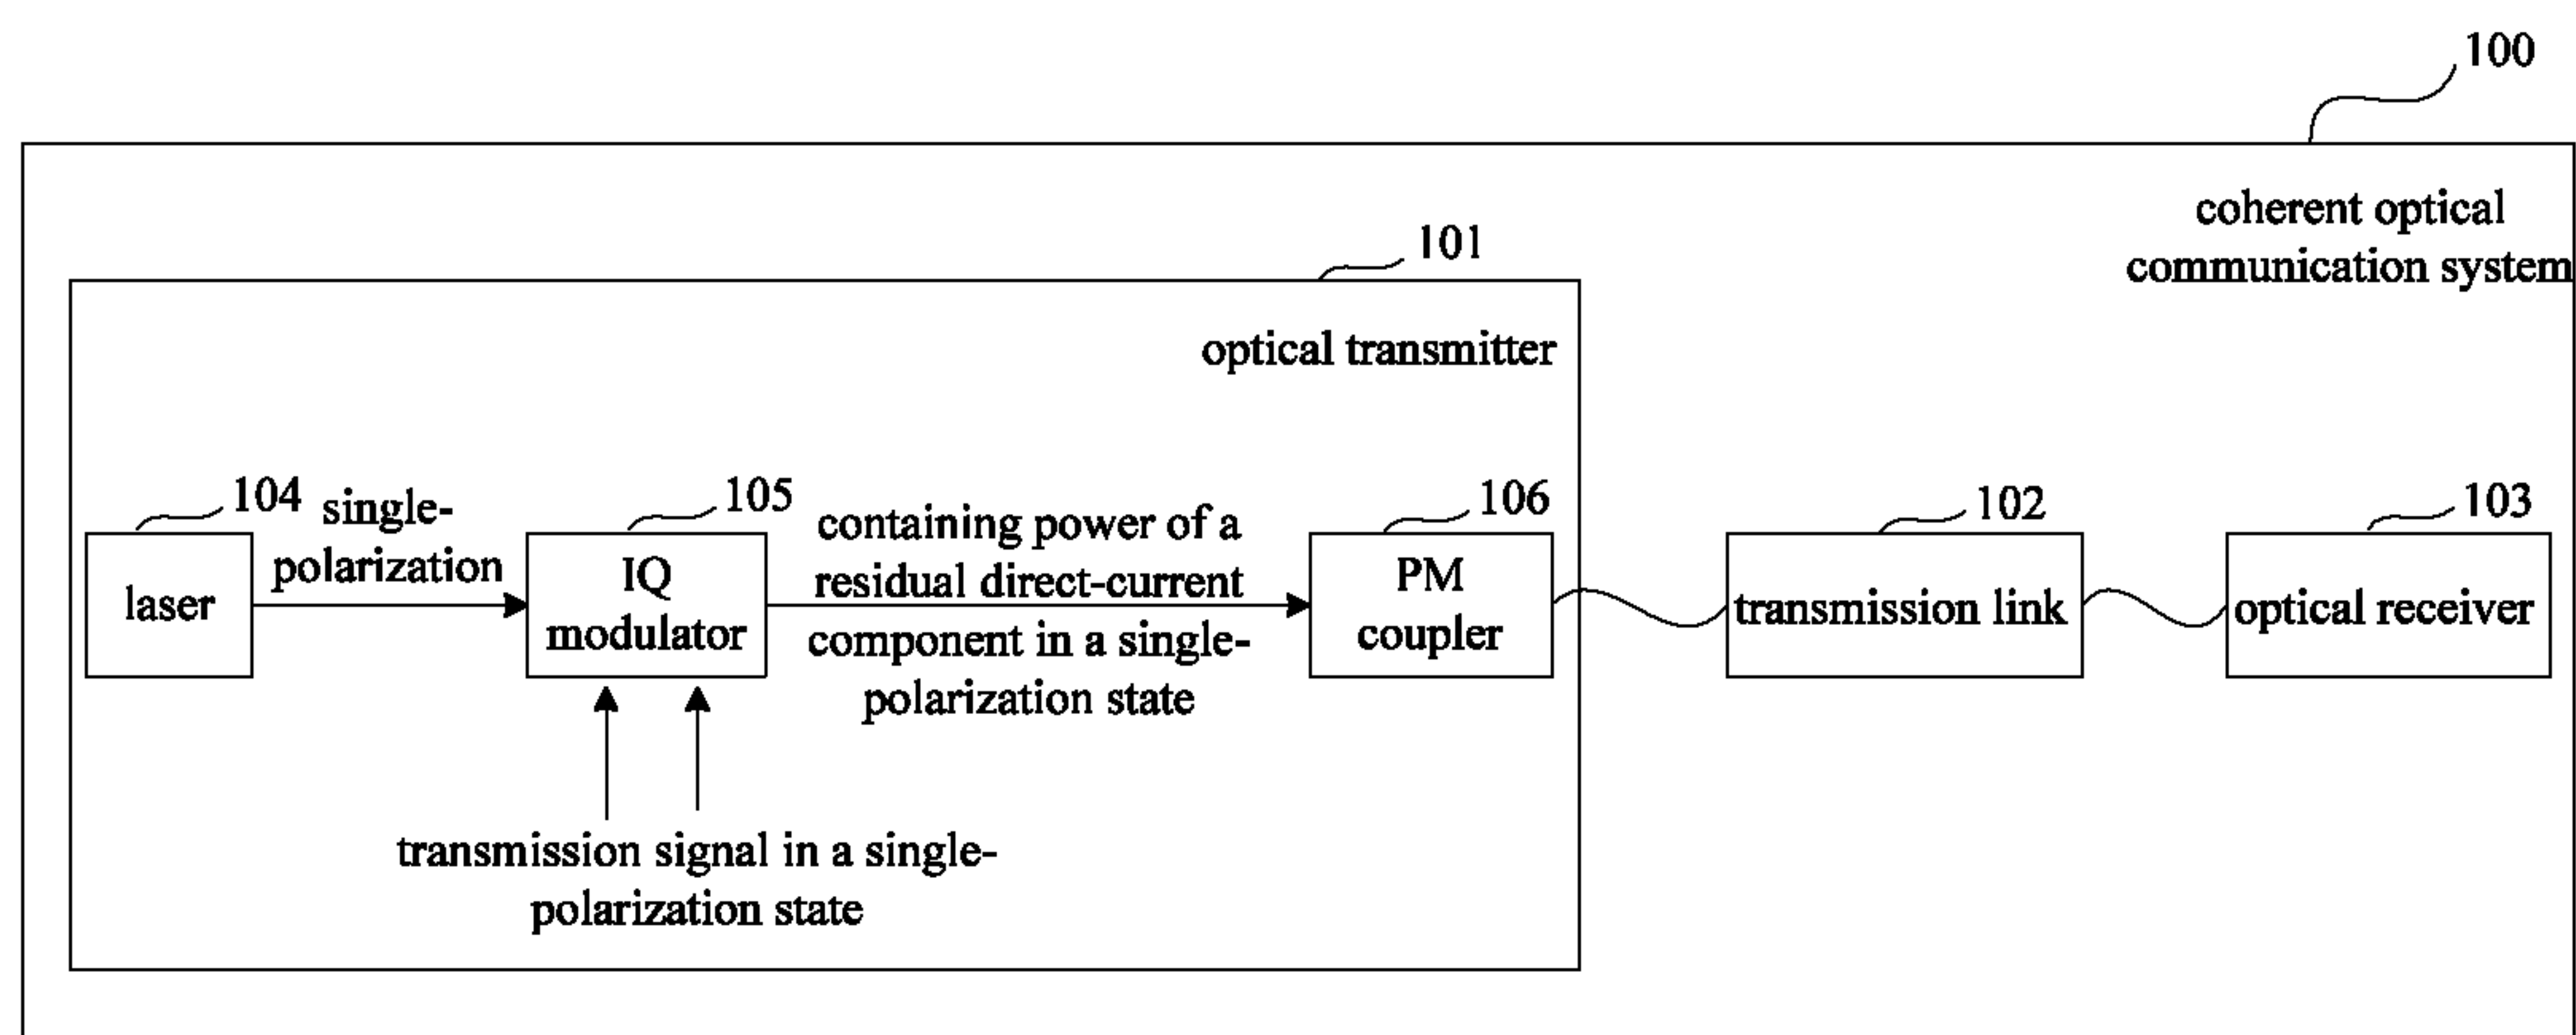 100
coherent optical
communication system
101
optical transmitter
104
single-
polarization
105
containing power of a
residual direct-current
component in a single-
polarization state
106
102
103
laser
IQ
modulator
PM
coupler
transmission link
optical receiver
transmission signal in a single-
polarization state